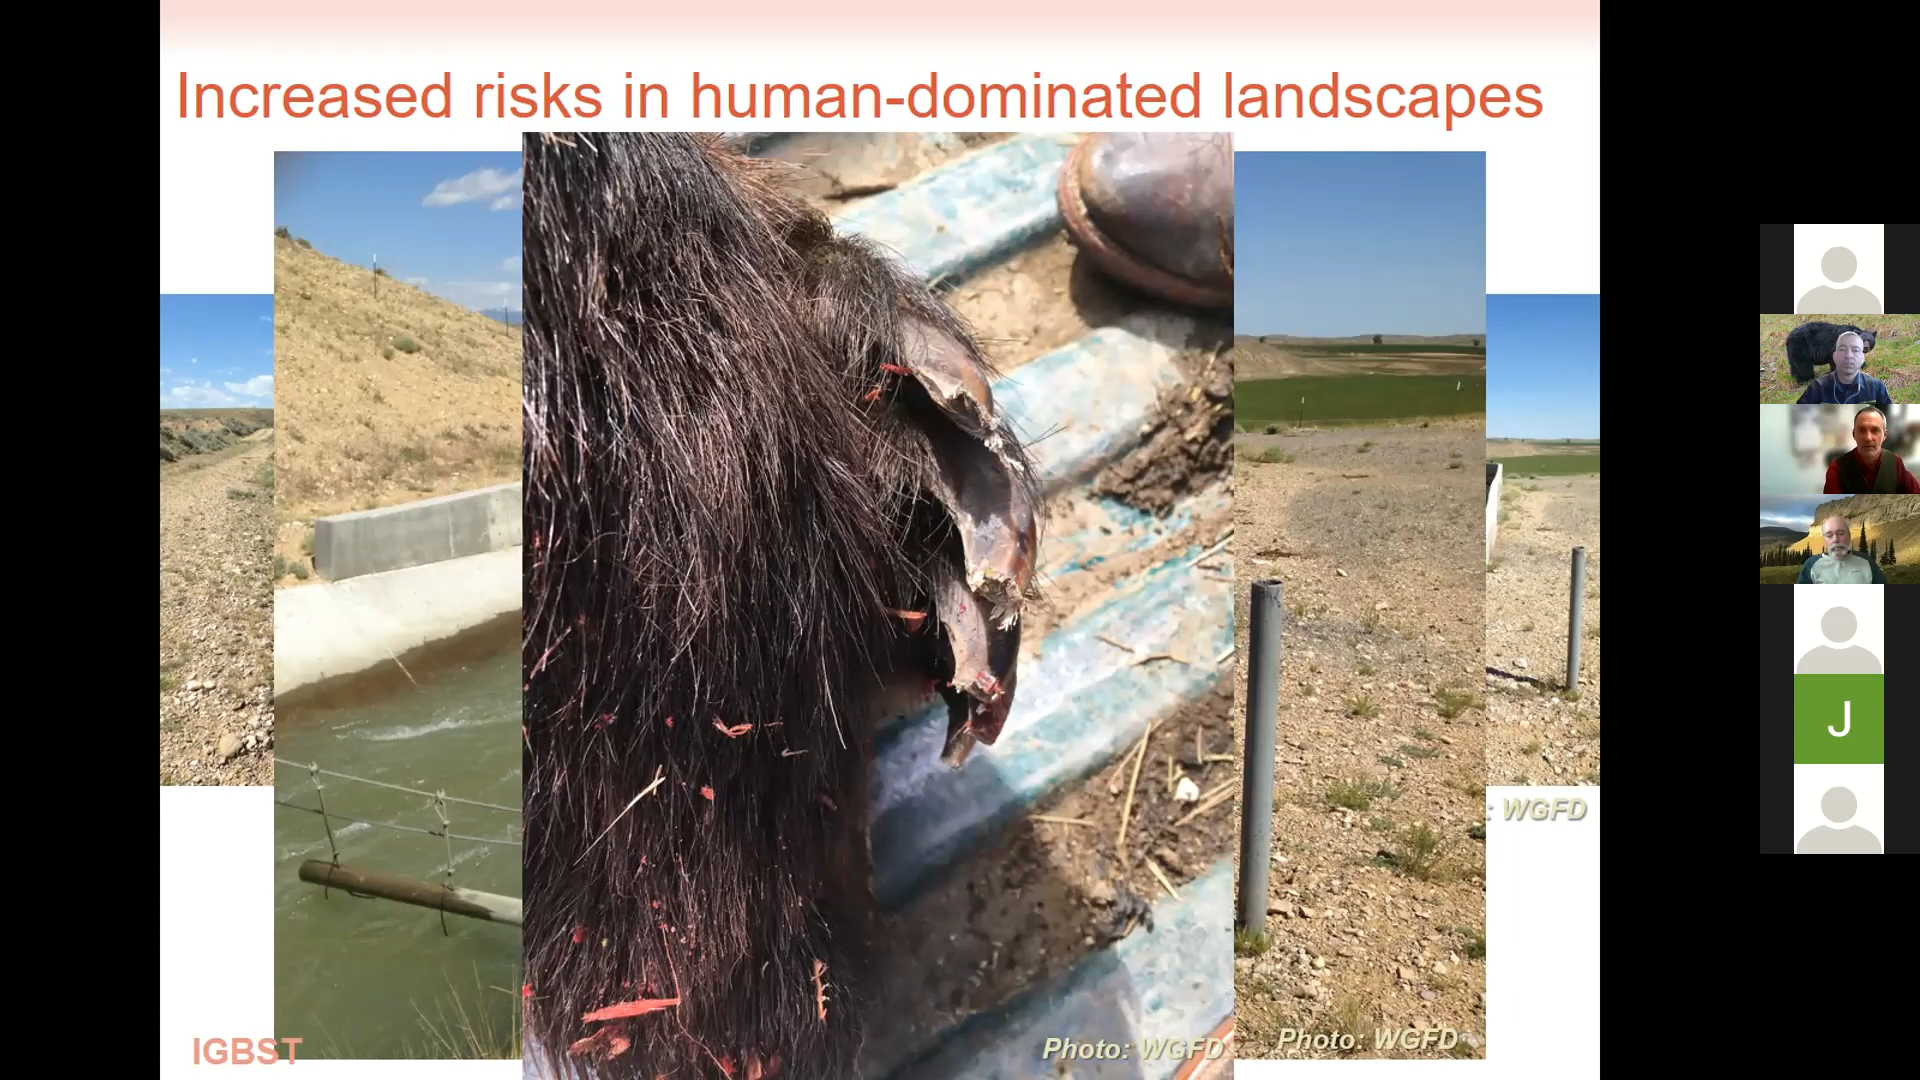 Increased risks in human-dominated landscapes
: WGFD
Photo: WGFD
Photo: WGFD
IGBST
J